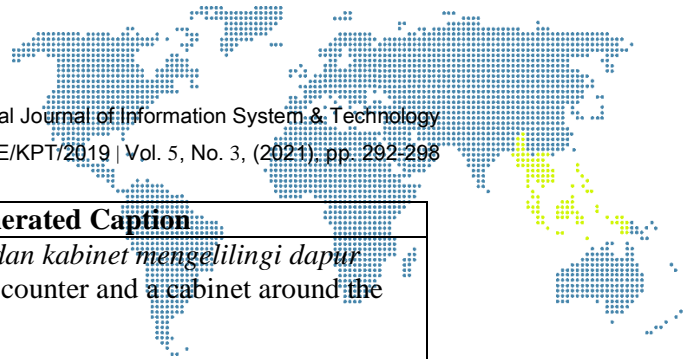 al Journal of Information System & Technology
E/KPT/2019 | Vol. 5, No. 3, (2021), pp. 292-298
erated Caption
dan kabinet mengelilingi dapur
counter and a cabinet around the